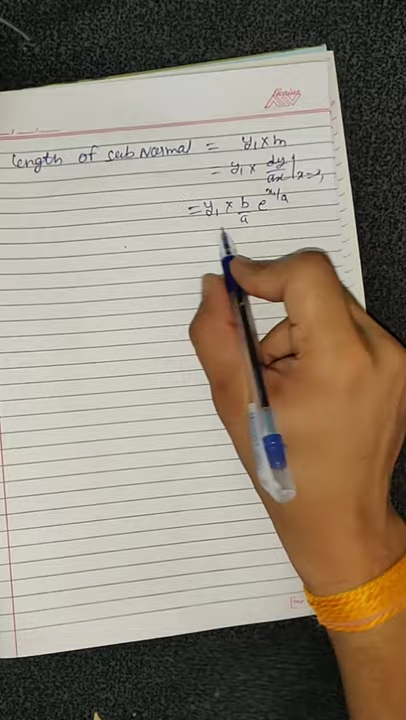 length of sub Normal = y₁ × m
= y₁ × dy/dx | x=x₁
= y₁ × b/a e^x₁/a